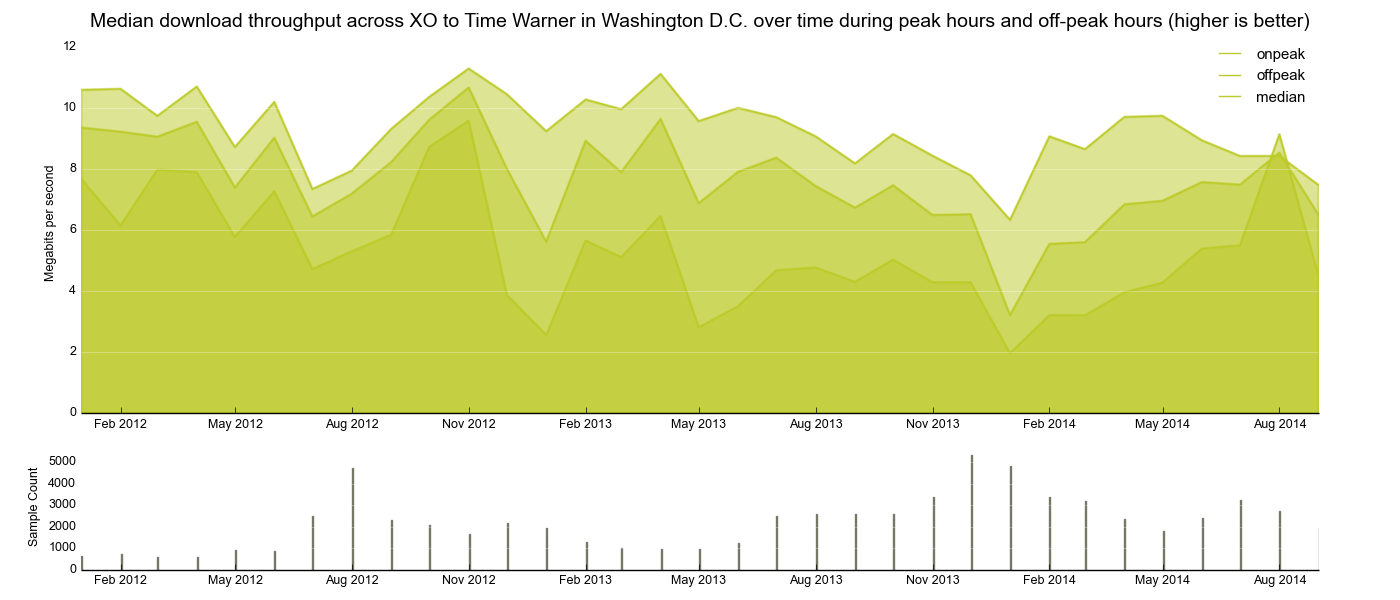 Median download throughput across XO to Time Warner in Washington D.C. over time during peak hours and off-peak hours (higher is better)
12
10
8
6
4
2
0
Megabits per second
onpeak
offpeak
median
Feb 2012 May 2012 Aug 2012 Nov 2012 Feb 2013 May 2013 Aug 2013 Nov 2013 Feb 2014 May 2014 Aug 2014
5000
4000
3000
2000
1000
0
Sample Count
Feb 2012 May 2012 Aug 2012 Nov 2012 Feb 2013 May 2013 Aug 2013 Nov 2013 Feb 2014 May 2014 Aug 2014